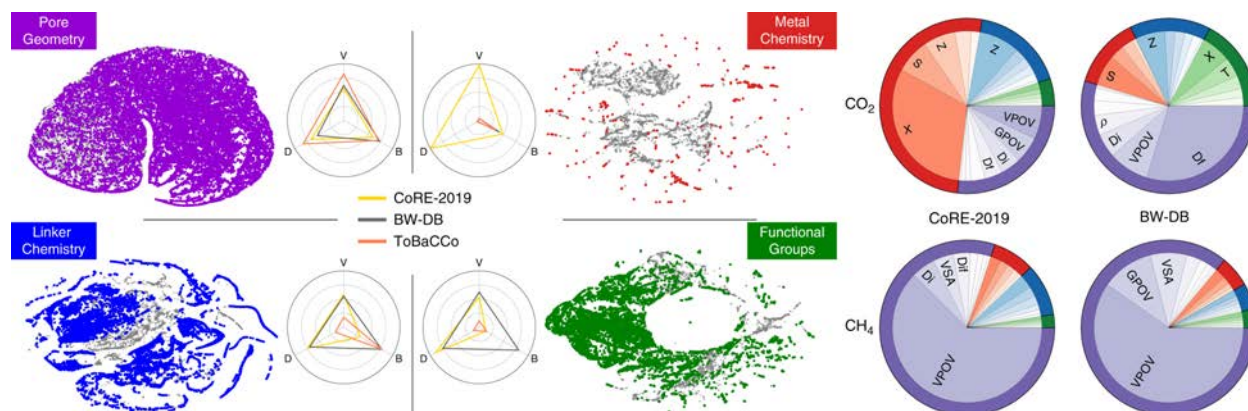 Pore
Geometry
V
D
B
V
D
B
Metal
Chemistry
CoRE-2019
BW-DB
ToBaCCo
Linker
Chemistry
V
D
B
V
D
B
Functional
Groups
CO2
S
Z
Z
X
VPOV
GPOV
Di
Df
CoRE-2019
S
Z
X
T
ρ
Di
VPOV
Df
BW-DB
CH4
Di
VSA
Dif
VPOV
GPOV
VSA
VPOV